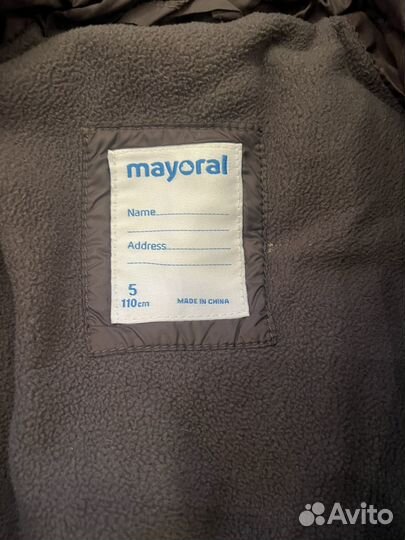 mayoral
Name
Address
5
110cm
MADE IN CHINA
Avito